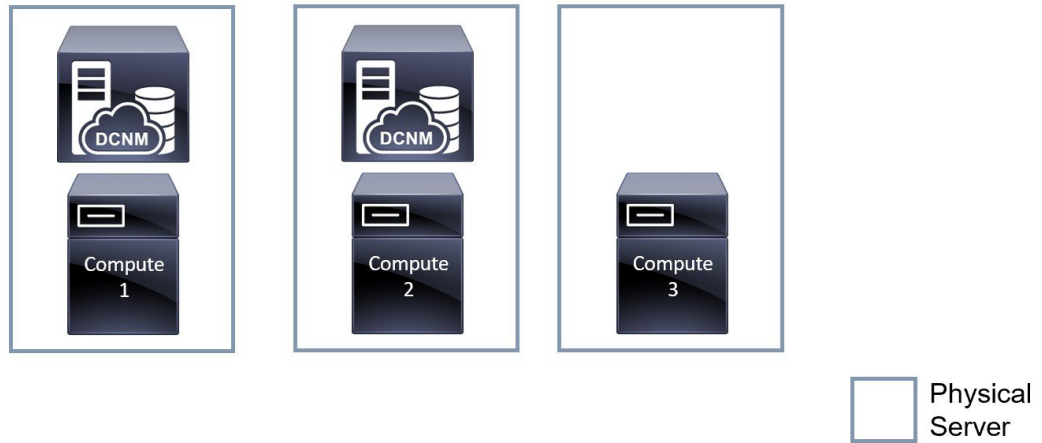 DCNM
Compute
1
DCNM
Compute
2
Compute
3
Physical
Server